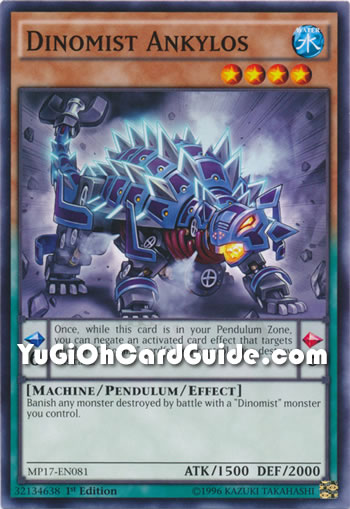 DINOMIST ANKYLOS
WATER
水
Once, while this card is in your Pendulum Zone,
you can negate an activated card effect that targets
YuGiOhCardGuide.com
[Machine/Pendulum/Effect]
Banish any monster destroyed by battle with a "Dinomist" monster
you control.
MP17-EN081
ATK/1500 DEF/2000
32134638 1st Edition
©1996 KAZUKI TAKAHASHI